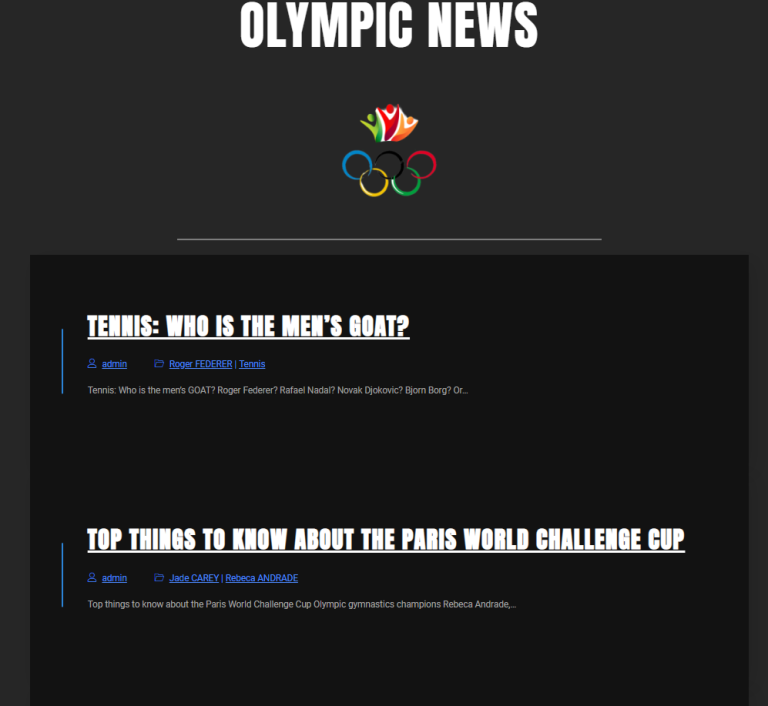 OLYMPIC NEWS
TENNIS: WHO IS THE MEN'S GOAT?
admin Roger FEDERER | Tennis
Tennis: Who is the men's GOAT? Roger Federer? Rafael Nadal? Novak Djokovic? Bjorn Borg? Or...
TOP THINGS TO KNOW ABOUT THE PARIS WORLD CHALLENGE CUP
admin Jade CAREY | Rebeca ANDRADE
Top things to know about the Paris World Challenge Cup Olympic gymnastics champions Rebeca Andrade,...